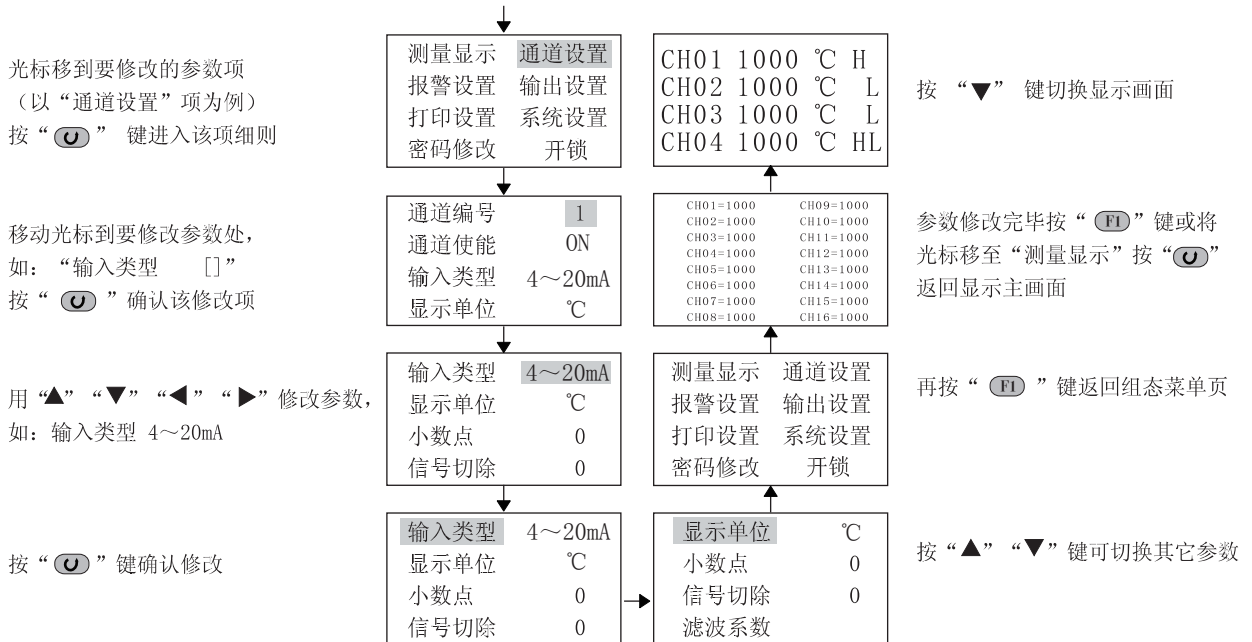 光标移到要修改的参数项
（以“通道设置”项为例）
按“ ”  键进入该项细则
测量显示 通道设置
报警设置 输出设置
打印设置 系统设置
密码修改 开锁
移动光标到要修改参数处，
如：“输入类型 []”
按“ ”确认该修改项
通道编号 1
通道使能 ON
输入类型 4～20mA
显示单位 ℃
用“▲”“▼”“◀”“▶”修改参数，
如：输入类型 4～20mA
输入类型 4～20mA
显示单位 ℃
小数点 0
信号切除 0
按“ ”键确认修改
输入类型 4～20mA
显示单位 ℃
小数点 0
信号切除 0
显示单位 ℃
小数点 0
信号切除 0
滤波系数
按“▲”“▼”键可切换其它参数
测量显示 通道设置
报警设置 输出设置
打印设置 系统设置
密码修改 开锁
再按“ F1 ”键返回组态菜单页
CH01=1000 CH09=1000
CH02=1000 CH10=1000
CH03=1000 CH11=1000
CH04=1000 CH12=1000
CH05=1000 CH13=1000
CH06=1000 CH14=1000
CH07=1000 CH15=1000
CH08=1000 CH16=1000
参数修改完毕按“ F1 ”键或将
光标移至“测量显示”按“ ”
返回显示主画面
CH01 1000 ℃ H
CH02 1000 ℃ L
CH03 1000 ℃ L
CH04 1000 ℃ HL
按 “▼” 键切换显示画面